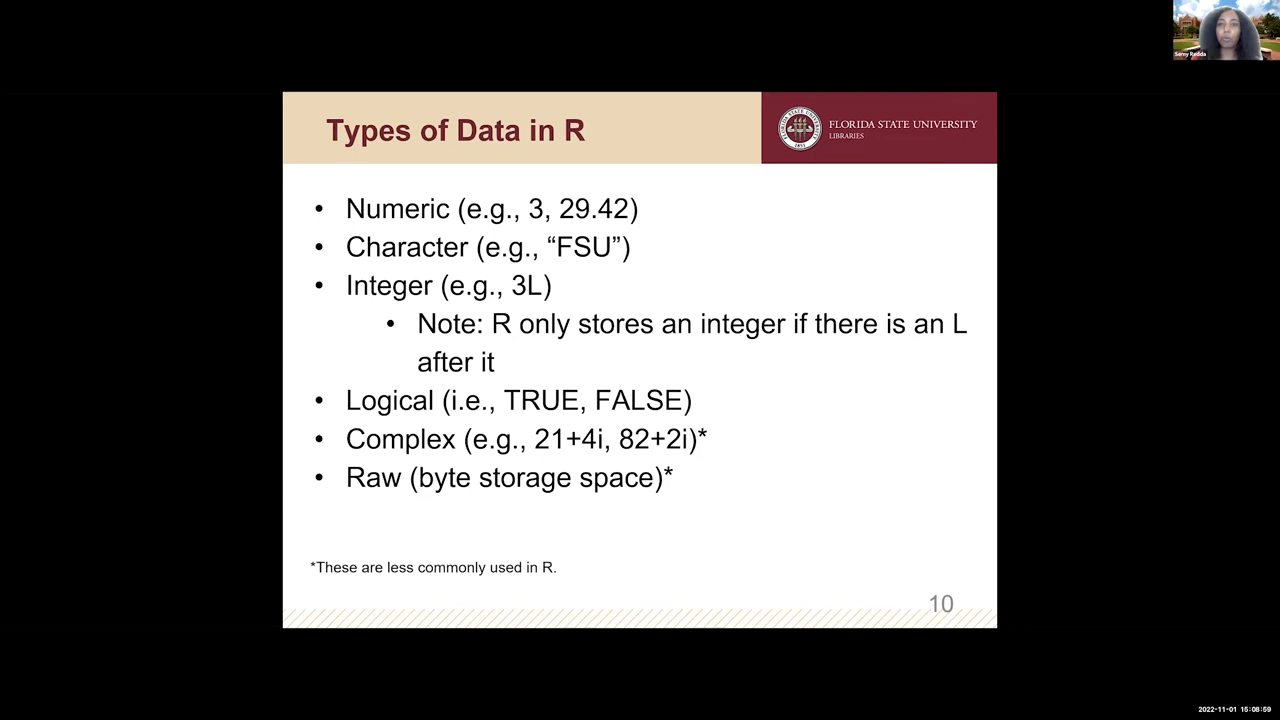 Samy Redda
Types of Data in R
FLORIDA STATE UNIVERSITY
LIBRARIES
• Numeric (e.g., 3, 29.42)
• Character (e.g., “FSU”)
• Integer (e.g., 3L)
• Note: R only stores an integer if there is an L
after it
• Logical (i.e., TRUE, FALSE)
• Complex (e.g., 21+4i, 82+2i)*
• Raw (byte storage space)*
*These are less commonly used in R.
10
2022-11-01 15:08:59